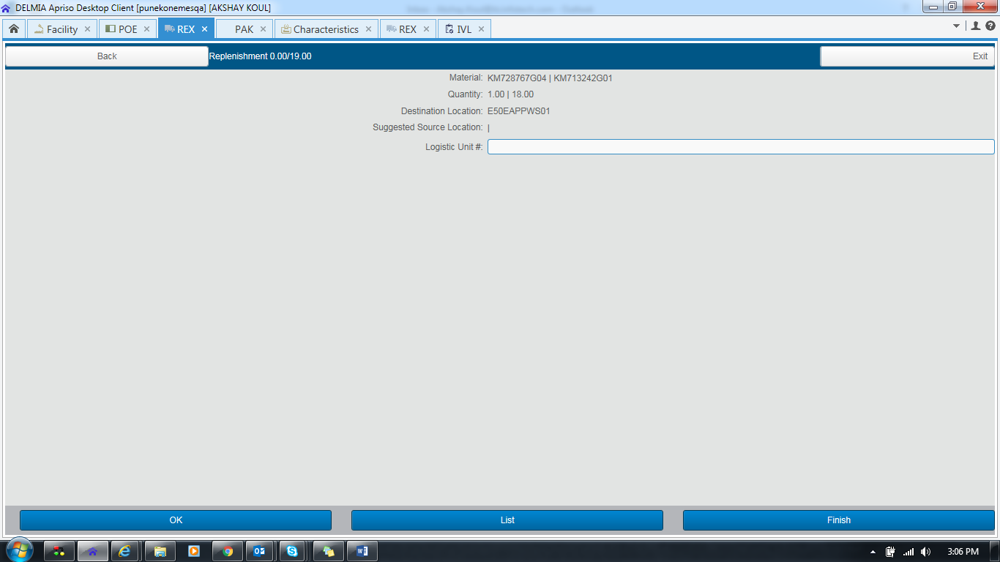 DELMIA Apriso Desktop Client [punekonemesqa] [AKSHAY KOUL]
Facility POE REX PAK Characteristics REX IVL
Back Replenishment 0.00/19.00 Exit
Material: KM728767G04 | KM713242G01
Quantity: 1.00 | 18.00
Destination Location: E50EAPPWS01
Suggested Source Location: |
Logistic Unit #:
OK List Finish
3:06 PM